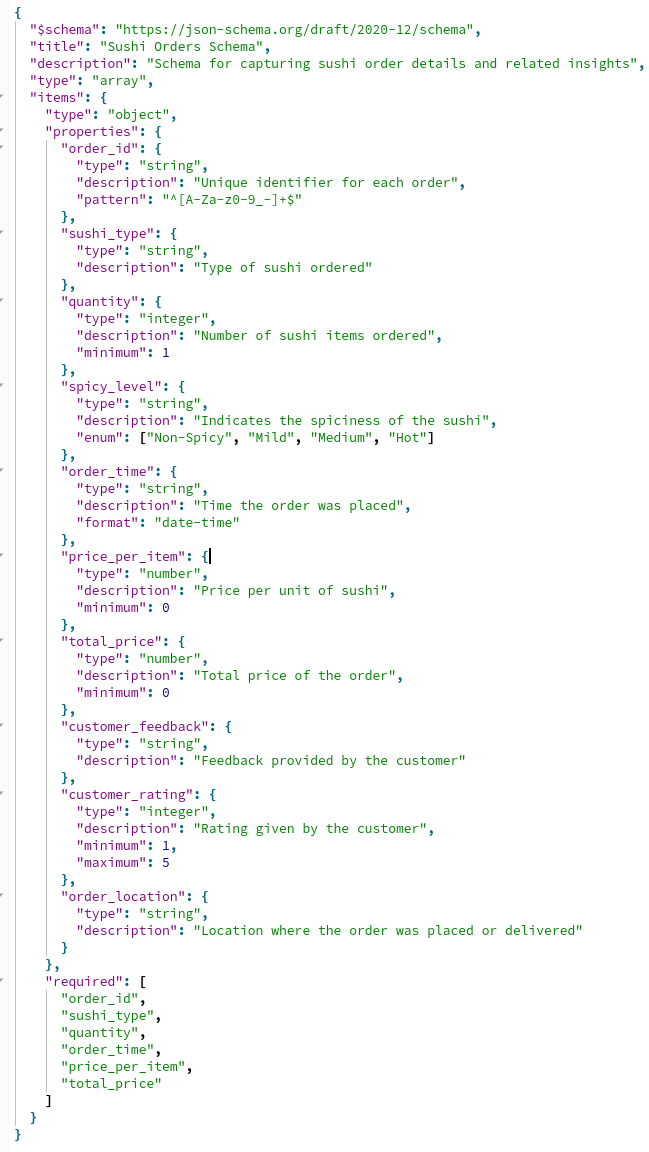 {
  "$schema": "https://json-schema.org/draft/2020-12/schema",
  "title": "Sushi Orders Schema",
  "description": "Schema for capturing sushi order details and related insights",
  "type": "array",
  "items": {
    "type": "object",
    "properties": {
      "order_id": {
        "type": "string",
        "description": "Unique identifier for each order",
        "pattern": "^[A-Za-z0-9_-]+$"
      },
      "sushi_type": {
        "type": "string",
        "description": "Type of sushi ordered"
      },
      "quantity": {
        "type": "integer",
        "description": "Number of sushi items ordered",
        "minimum": 1
      },
      "spicy_level": {
        "type": "string",
        "description": "Indicates the spiciness of the sushi",
        "enum": ["Non-Spicy", "Mild", "Medium", "Hot"]
      },
      "order_time": {
        "type": "string",
        "description": "Time the order was placed",
        "format": "date-time"
      },
      "price_per_item": {
        "type": "number",
        "description": "Price per unit of sushi",
        "minimum": 0
      },
      "total_price": {
        "type": "number",
        "description": "Total price of the order",
        "minimum": 0
      },
      "customer_feedback": {
        "type": "string",
        "description": "Feedback provided by the customer"
      },
      "customer_rating": {
        "type": "integer",
        "description": "Rating given by the customer",
        "minimum": 1,
        "maximum": 5
      },
      "order_location": {
        "type": "string",
        "description": "Location where the order was placed or delivered"
      }
    },
    "required": [
      "order_id",
      "sushi_type",
      "quantity",
      "order_time",
      "price_per_item",
      "total_price"
    ]
  }
}